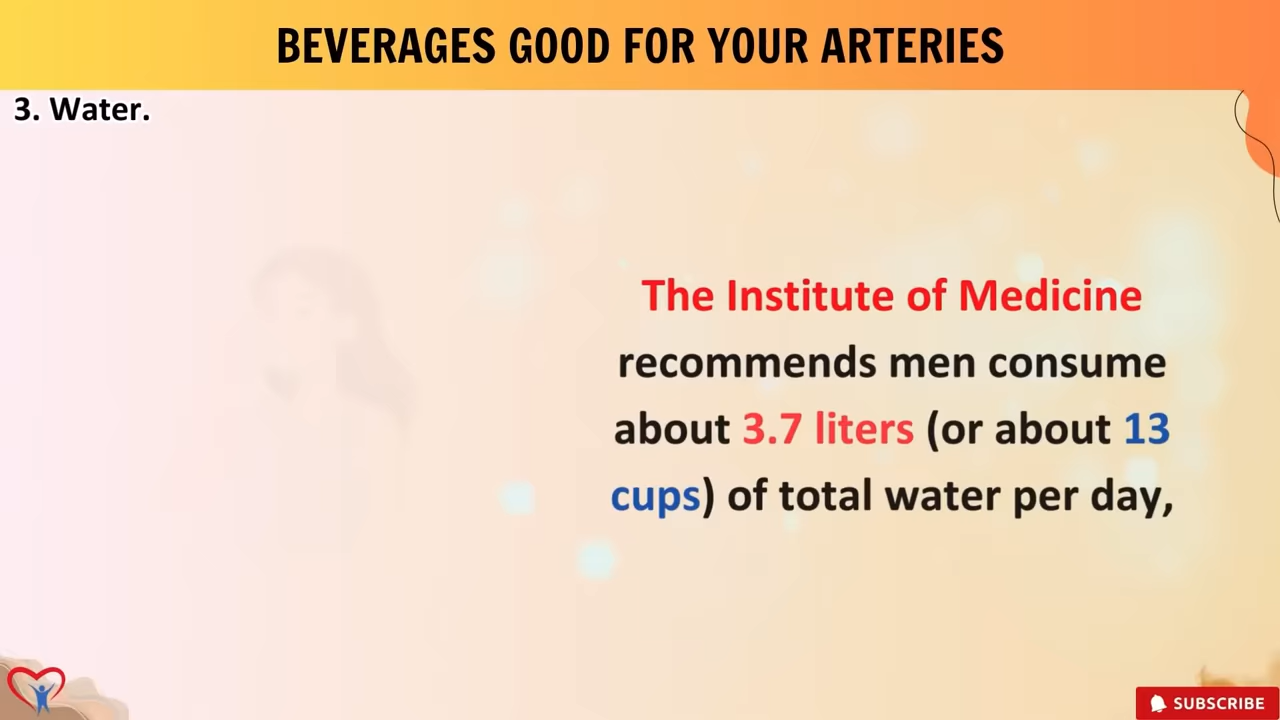 BEVERAGES GOOD FOR YOUR ARTERIES
3. Water.
The Institute of Medicine
recommends men consume
about 3.7 liters (or about 13
cups) of total water per day,
SUBSCRIBE